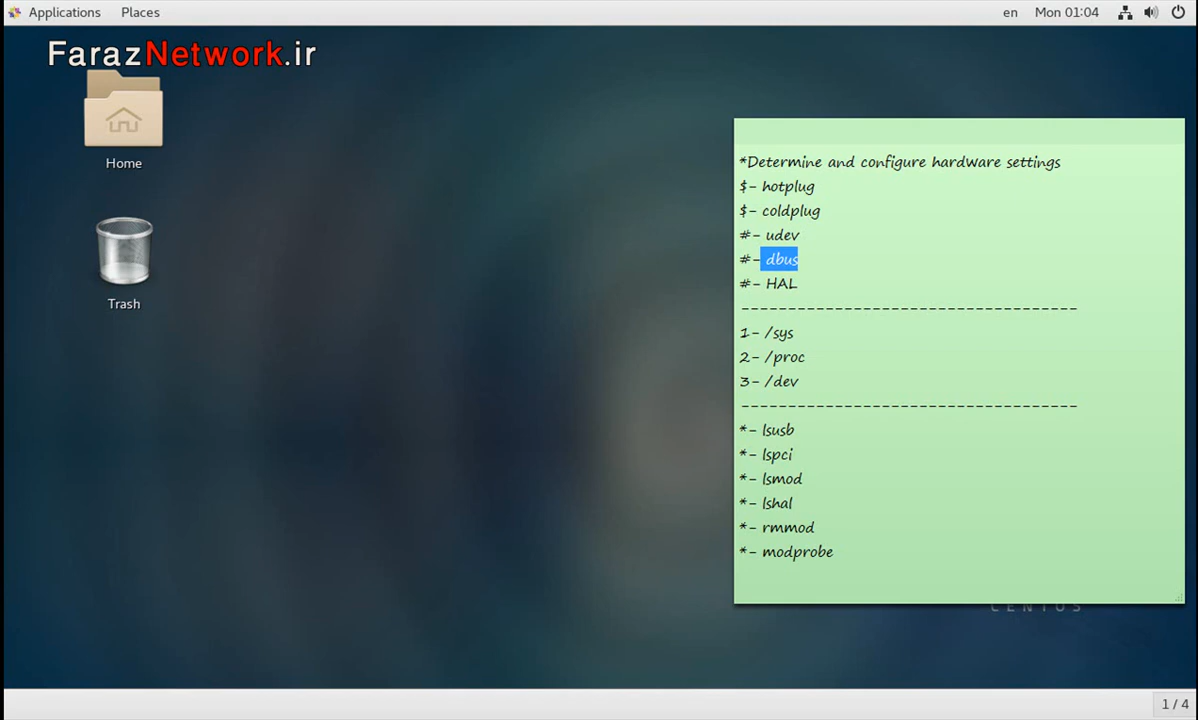 Applications Places en Mon 01:04
FarazNetwork.ir
Home
Trash
*Determine and configure hardware settings
$- hotplug
$- coldplug
#- udev
#- dbus
#- HAL
------------------------------------
1- /sys
2- /proc
3- /dev
------------------------------------
*- lsusb
*- lspci
*- lsmod
*- lshal
*- rmmod
*- modprobe
CENTOS
1 / 4